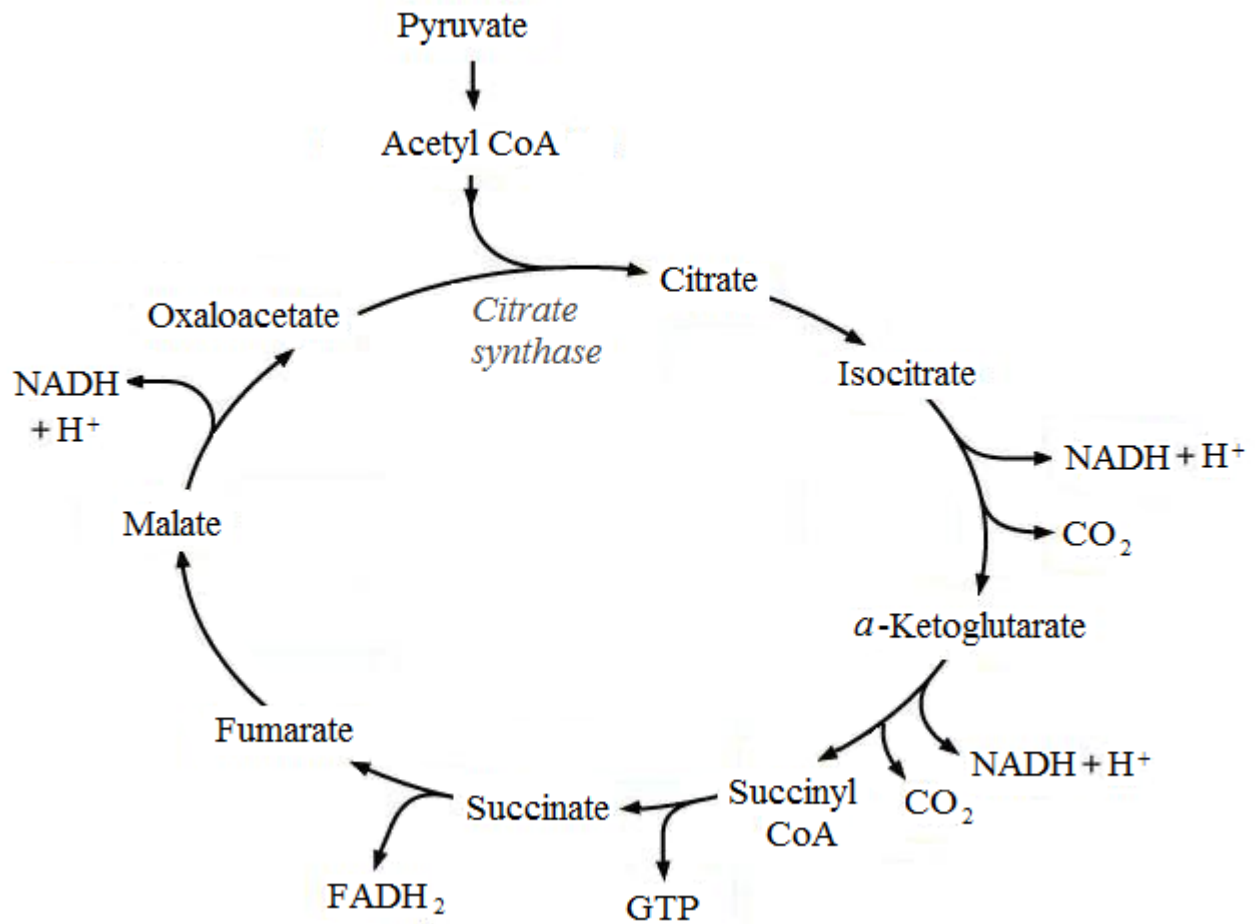 Pyruvate
Acetyl CoA
Citrate
Oxaloacetate
Citrate
synthase
Isocitrate
NADH
+ H⁺
NADH + H⁺
Malate
CO₂
a-Ketoglutarate
Fumarate
NADH + H⁺
Succinyl
CoA
CO₂
Succinate
FADH₂
GTP